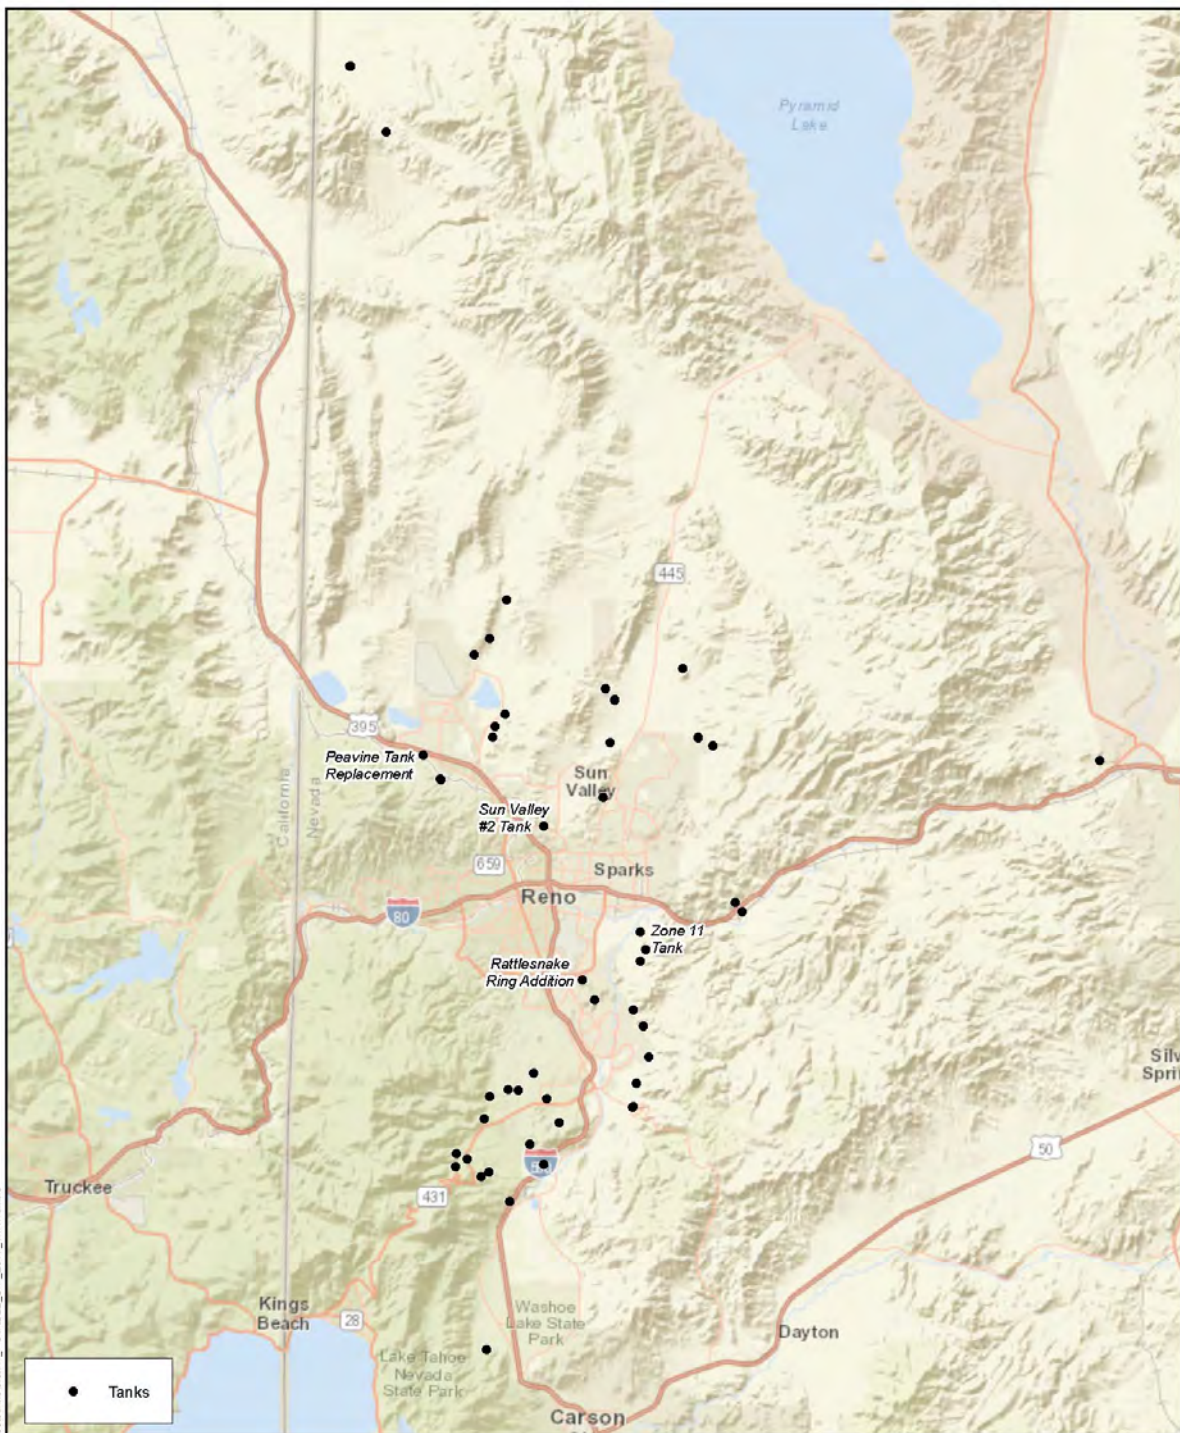 Pyramid
Lake
445
395
Peavine Tank
Replacement
California
Nevada
Sun
Valley
Sun Valley
#2 Tank
659
Sparks
Reno
80
Zone 11
Tank
Rattlesnake
Ring Addition
Silv
Sprit
50
Truckee
431
Kings
Beach
28
Washoe
Lake State
Park
Dayton
Lake Tahoe
Nevada
State Park
Tanks
Carson